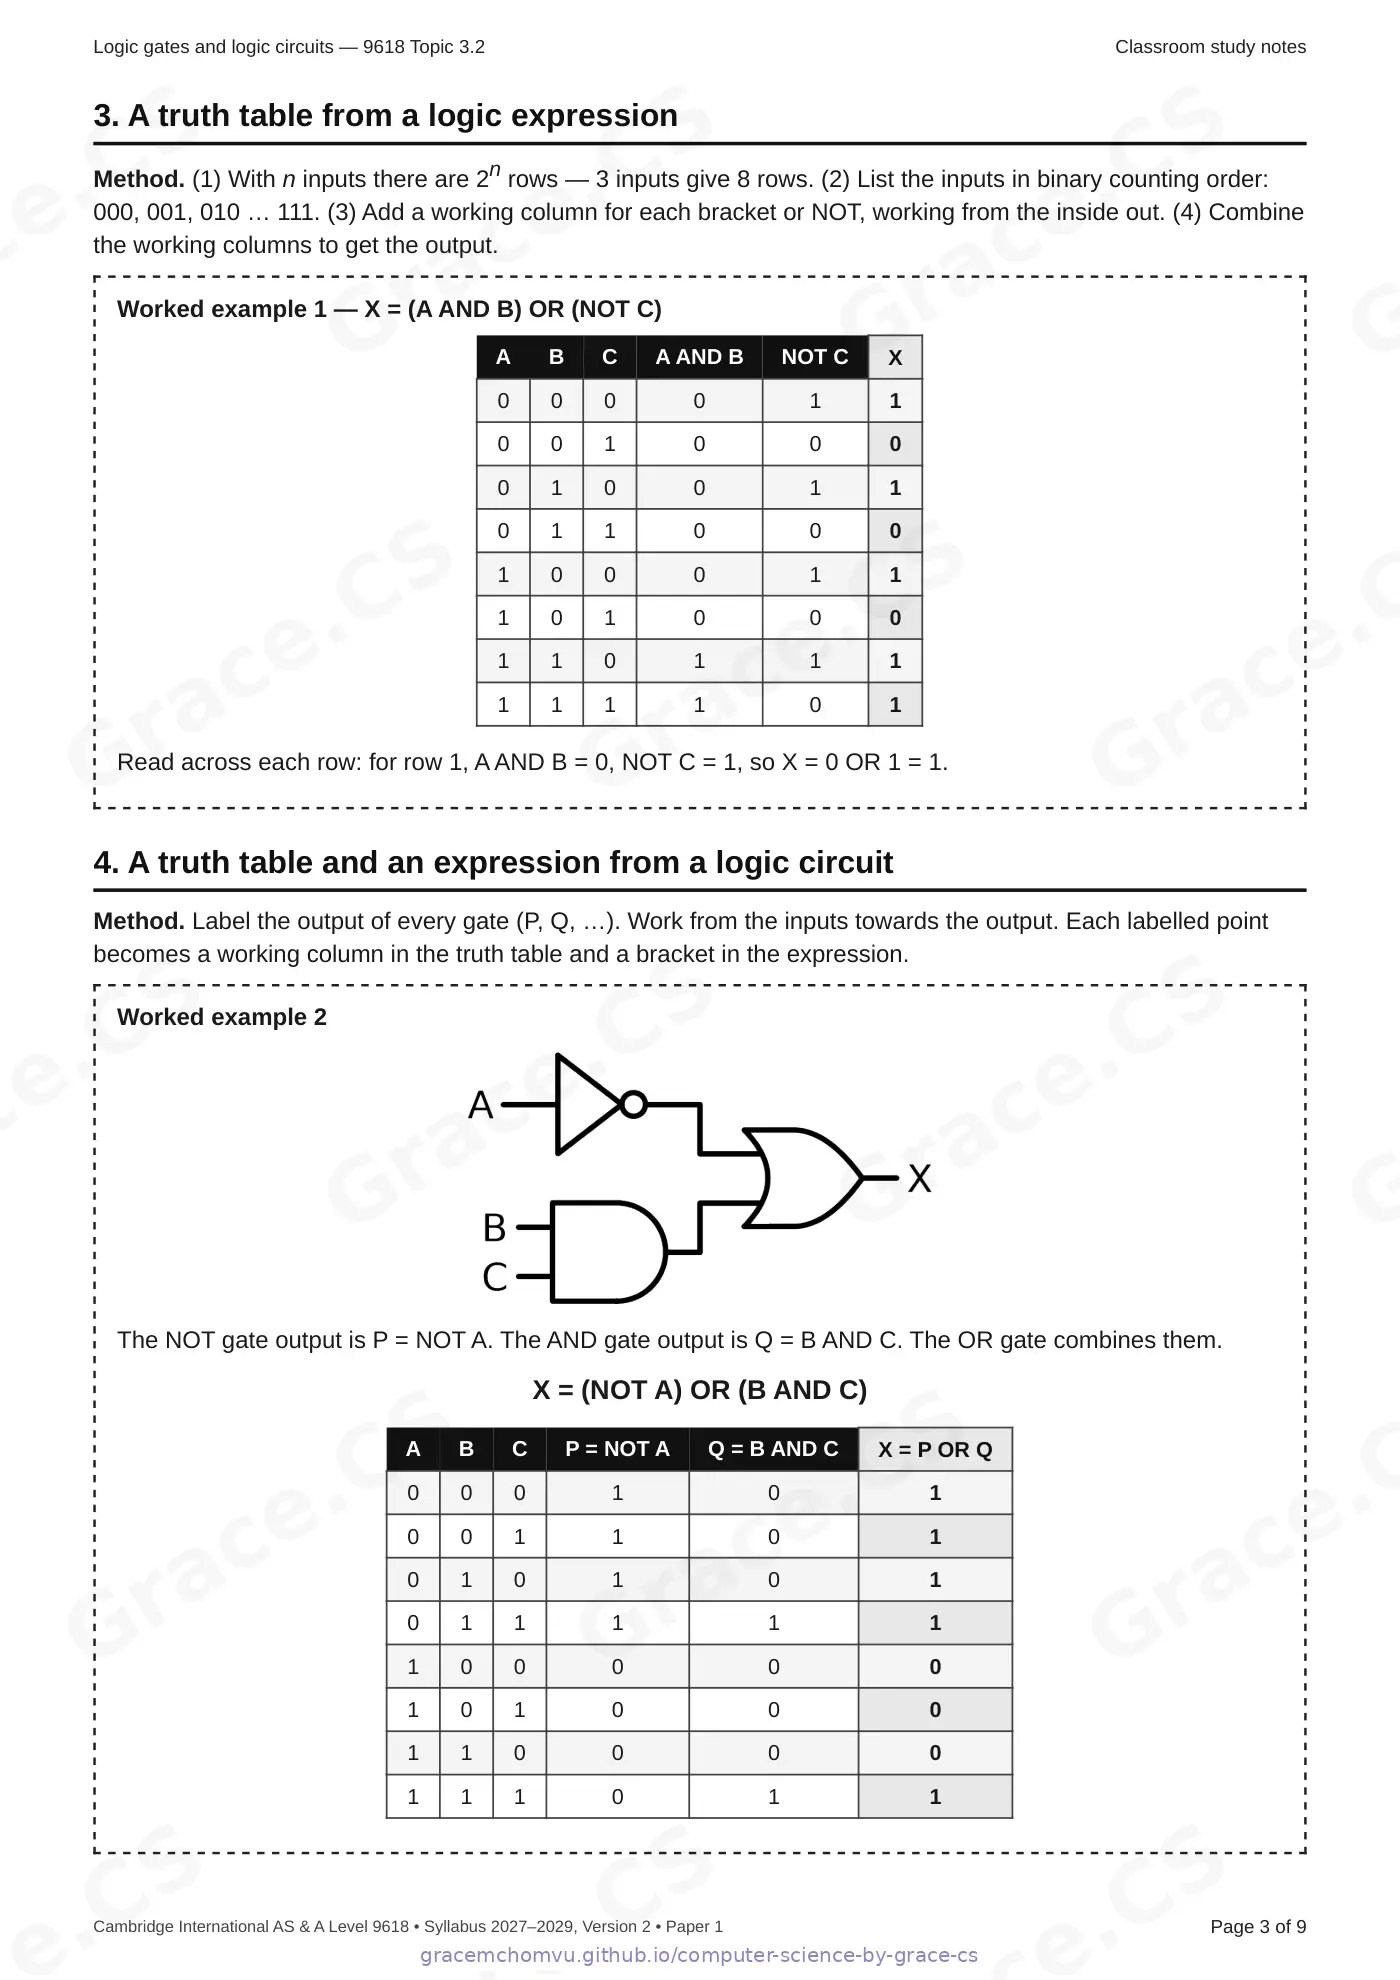 Logic gates and logic circuits — 9618 Topic 3.2
Classroom study notes
3. A truth table from a logic expression
Method. (1) With n inputs there are 2n rows — 3 inputs give 8 rows. (2) List the inputs in binary counting order:
000, 001, 010 … 111. (3) Add a working column for each bracket or NOT, working from the inside out. (4) Combine
the working columns to get the output.
Worked example 1 — X = (A AND B) OR (NOT C)
A B C A AND B NOT C X
0 0 0 0 1 1
0 0 1 0 0 0
0 1 0 0 1 1
0 1 1 0 0 0
1 0 0 0 1 1
1 0 1 0 0 0
1 1 0 1 1 1
1 1 1 1 0 1
Read across each row: for row 1, A AND B = 0, NOT C = 1, so X = 0 OR 1 = 1.
4. A truth table and an expression from a logic circuit
Method. Label the output of every gate (P, Q, …). Work from the inputs towards the output. Each labelled point
becomes a working column in the truth table and a bracket in the expression.
Worked example 2
A
X
B
C
The NOT gate output is P = NOT A. The AND gate output is Q = B AND C. The OR gate combines them.
X = (NOT A) OR (B AND C)
A B C P = NOT A Q = B AND C X = P OR Q
0 0 0 1 0 1
0 0 1 1 0 1
0 1 0 1 0 1
0 1 1 1 1 1
1 0 0 0 0 0
1 0 1 0 0 0
1 1 0 0 0 0
1 1 1 0 1 1
Cambridge International AS & A Level 9618 • Syllabus 2027–2029, Version 2 • Paper 1
Page 3 of 9
gracemchomvu.github.io/computer-science-by-grace-cs
Grace.CS